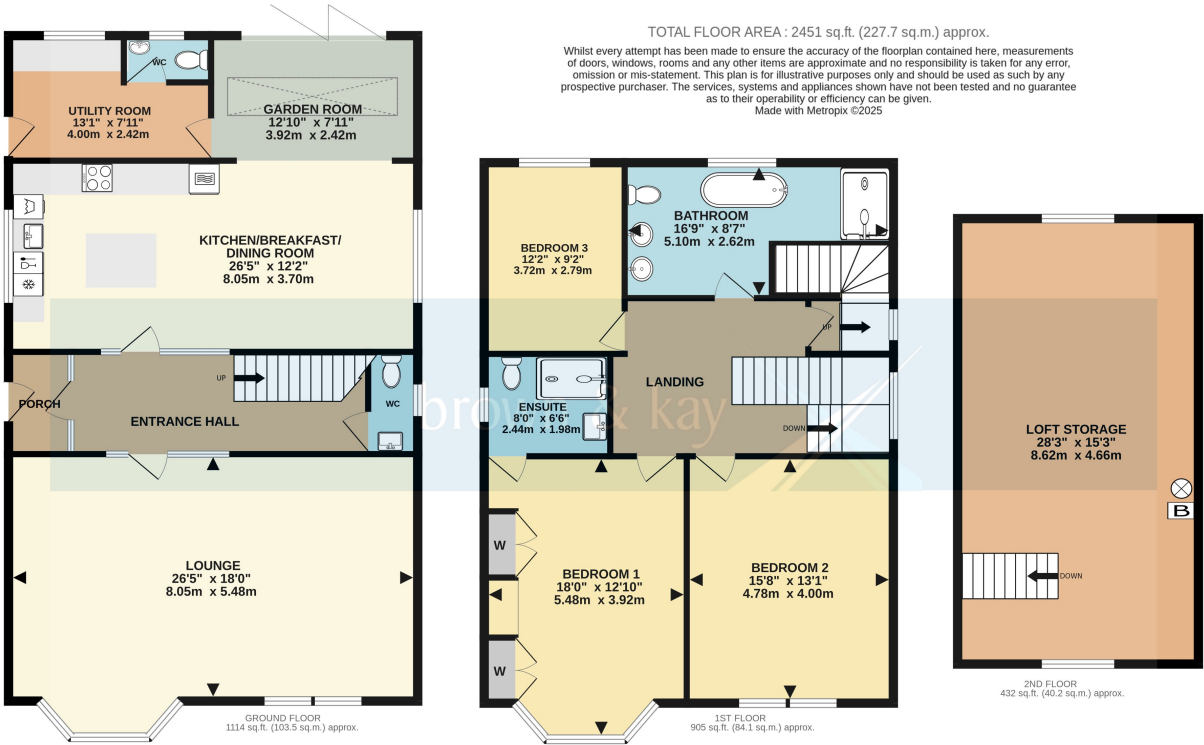 TOTAL FLOOR AREA : 2451 sq.ft. (227.7 sq.m.) approx.
Whilst every attempt has been made to ensure the accuracy of the floorplan contained here, measurements
of doors, windows, rooms and any other items are approximate and no responsibility is taken for any error,
omission or mis-statement. This plan is for illustrative purposes only and should be used as such by any
prospective purchaser. The services, systems and appliances shown have not been tested and no guarantee
as to their operability or efficiency can be given.
Made with Metropix ©2025
WC
UTILITY ROOM
13'1" x 7'11"
4.00m x 2.42m
GARDEN ROOM
12'10" x 7'11"
3.92m x 2.42m
KITCHEN/BREAKFAST/
DINING ROOM
26'5" x 12'2"
8.05m x 3.70m
UP
PORCH
ENTRANCE HALL
WC
LOUNGE
26'5" x 18'0"
8.05m x 5.48m
GROUND FLOOR
1114 sq.ft. (103.5 sq.m.) approx.
BEDROOM 3
12'2" x 9'2"
3.72m x 2.79m
BATHROOM
16'9" x 8'7"
5.10m x 2.62m
UP
LANDING
ENSUITE
8'0" x 6'6"
2.44m x 1.98m
DOWN
W
BEDROOM 1
18'0" x 12'10"
5.48m x 3.92m
W
BEDROOM 2
15'8" x 13'1"
4.78m x 4.00m
1ST FLOOR
905 sq.ft. (84.1 sq.m.) approx.
LOFT STORAGE
28'3" x 15'3"
8.62m x 4.66m
B
DOWN
2ND FLOOR
432 sq.ft. (40.2 sq.m.) approx.
& kay